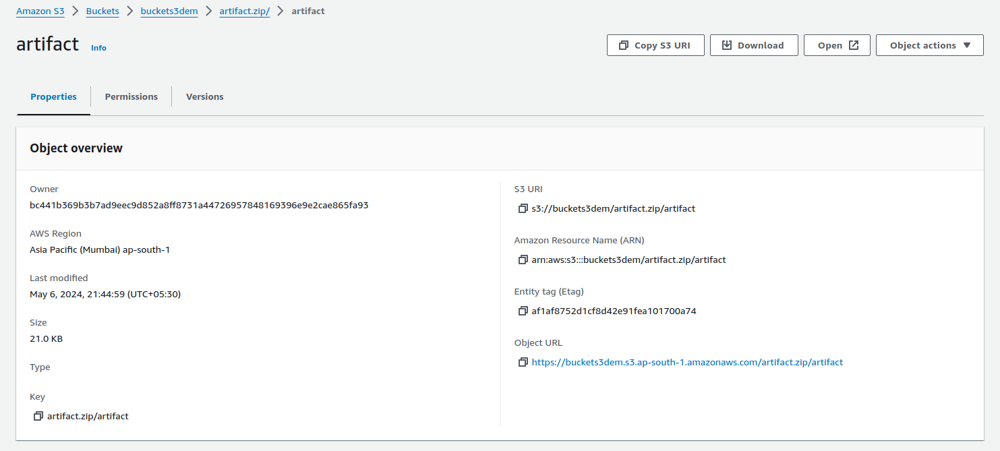 Amazon S3 > Buckets > buckets3dem > artifact.zip/ > artifact
artifact Info
Copy S3 URI Download Open Object actions
Properties Permissions Versions
Object overview
Owner
bc441b369b3b7ad9eec9d852a8ff8731a44726957848169396e9e2cae865fa93
AWS Region
Asia Pacific (Mumbai) ap-south-1
Last modified
May 6, 2024, 21:44:59 (UTC+05:30)
Size
21.0 KB
Type
Key
artifact.zip/artifact
S3 URI
s3://buckets3dem/artifact.zip/artifact
Amazon Resource Name (ARN)
arn:aws:s3:::buckets3dem/artifact.zip/artifact
Entity tag (Etag)
af1af8752d1cf8d42e91fea101700a74
Object URL
https://buckets3dem.s3.ap-south-1.amazonaws.com/artifact.zip/artifact